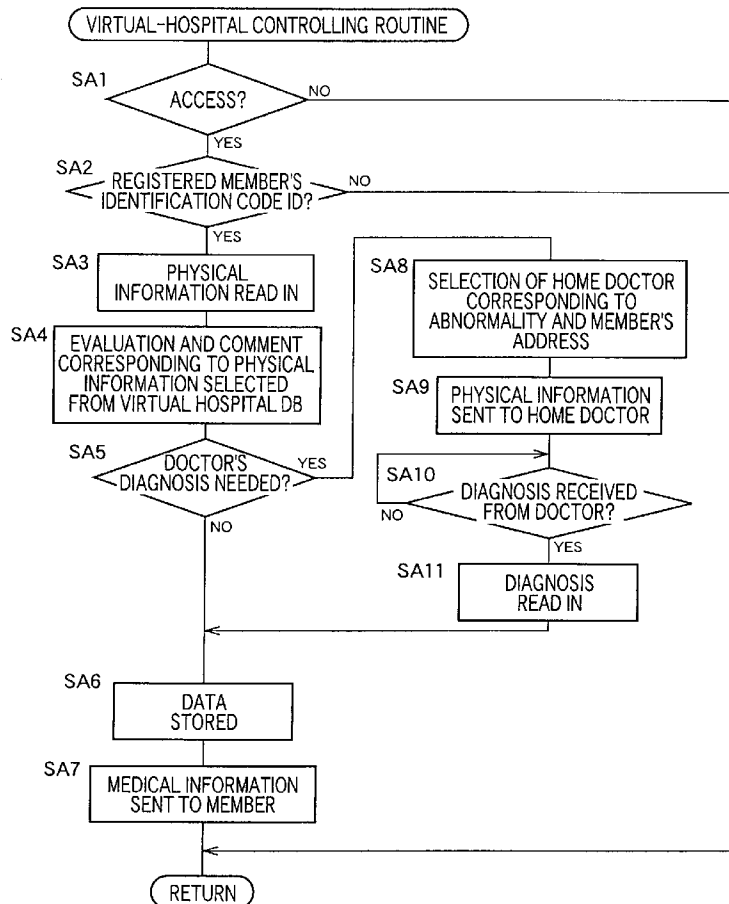 VIRTUAL-HOSPITAL CONTROLLING ROUTINE
SA1
ACCESS?
NO
YES
SA2
REGISTERED MEMBER'S
IDENTIFICATION CODE ID?
NO
YES
SA3
PHYSICAL
INFORMATION READ IN
SA4
EVALUATION AND COMMENT
CORRESPONDING TO PHYSICAL
INFORMATION SELECTED
FROM VIRTUAL HOSPITAL DB
SA5
DOCTOR'S
DIAGNOSIS NEEDED?
YES
NO
SA8
SELECTION OF HOME DOCTOR
CORRESPONDING TO
ABNORMALITY AND MEMBER'S
ADDRESS
SA9
PHYSICAL INFORMATION
SENT TO HOME DOCTOR
SA10
DIAGNOSIS RECEIVED
FROM DOCTOR?
NO
YES
SA11
DIAGNOSIS
READ IN
SA6
DATA
STORED
SA7
MEDICAL INFORMATION
SENT TO MEMBER
RETURN